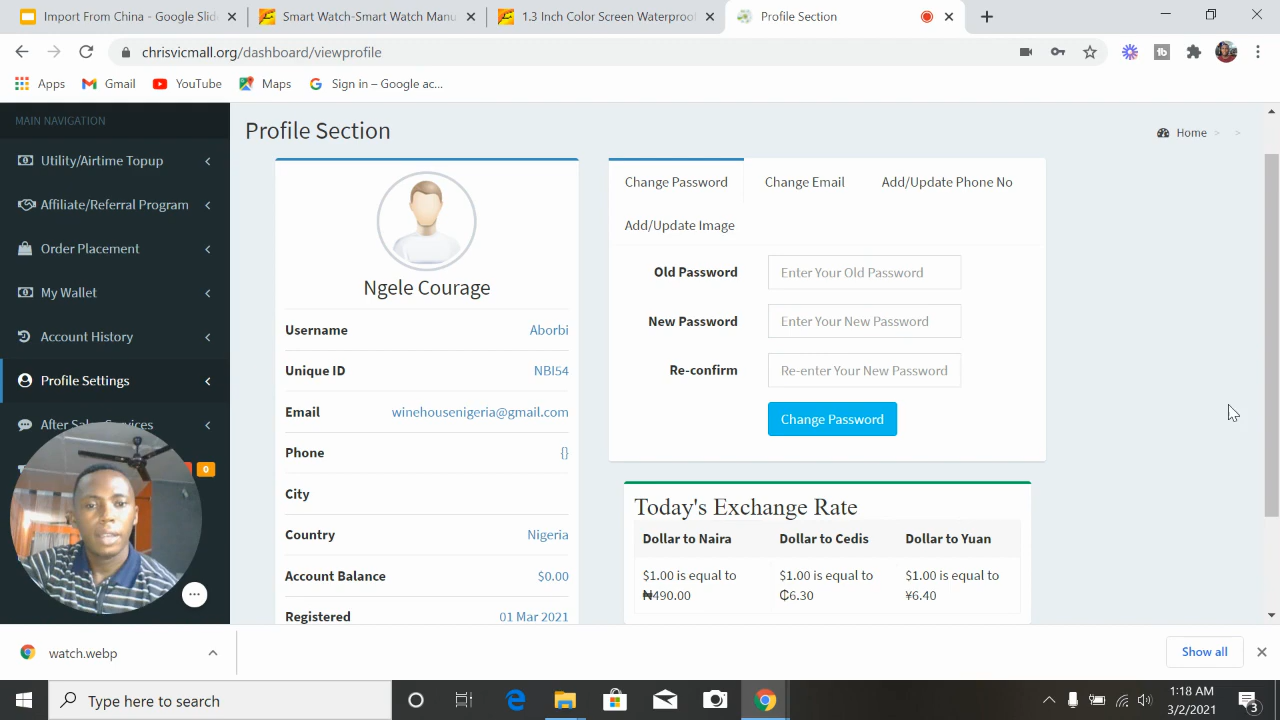 Import From China - Google Slid
Smart Watch-Smart Watch Manu
1.3 Inch Color Screen Waterproo
Profile Section
chrisvicmall.org/dashboard/viewprofile
Apps
Gmail
YouTube
Maps
Sign in – Google ac...
MAIN NAVIGATION
Utility/Airtime Topup
Affiliate/Referral Program
Order Placement
My Wallet
Account History
Profile Settings
After Sales Services
0
Profile Section
Home > >
Ngele Courage
Username Aborbi
Unique ID NBI54
Email winehousenigeria@gmail.com
Phone {}
City
Country Nigeria
Account Balance $0.00
Registered 01 Mar 2021
Change Password Change Email Add/Update Phone No
Add/Update Image
Old Password Enter Your Old Password
New Password Enter Your New Password
Re-confirm Re-enter Your New Password
Change Password
Today's Exchange Rate
Dollar to Naira Dollar to Cedis Dollar to Yuan
$1.00 is equal to $1.00 is equal to $1.00 is equal to
₦490.00 ₵6.30 ¥6.40
watch.webp
Show all
Type here to search
1:18 AM
3/2/2021
3